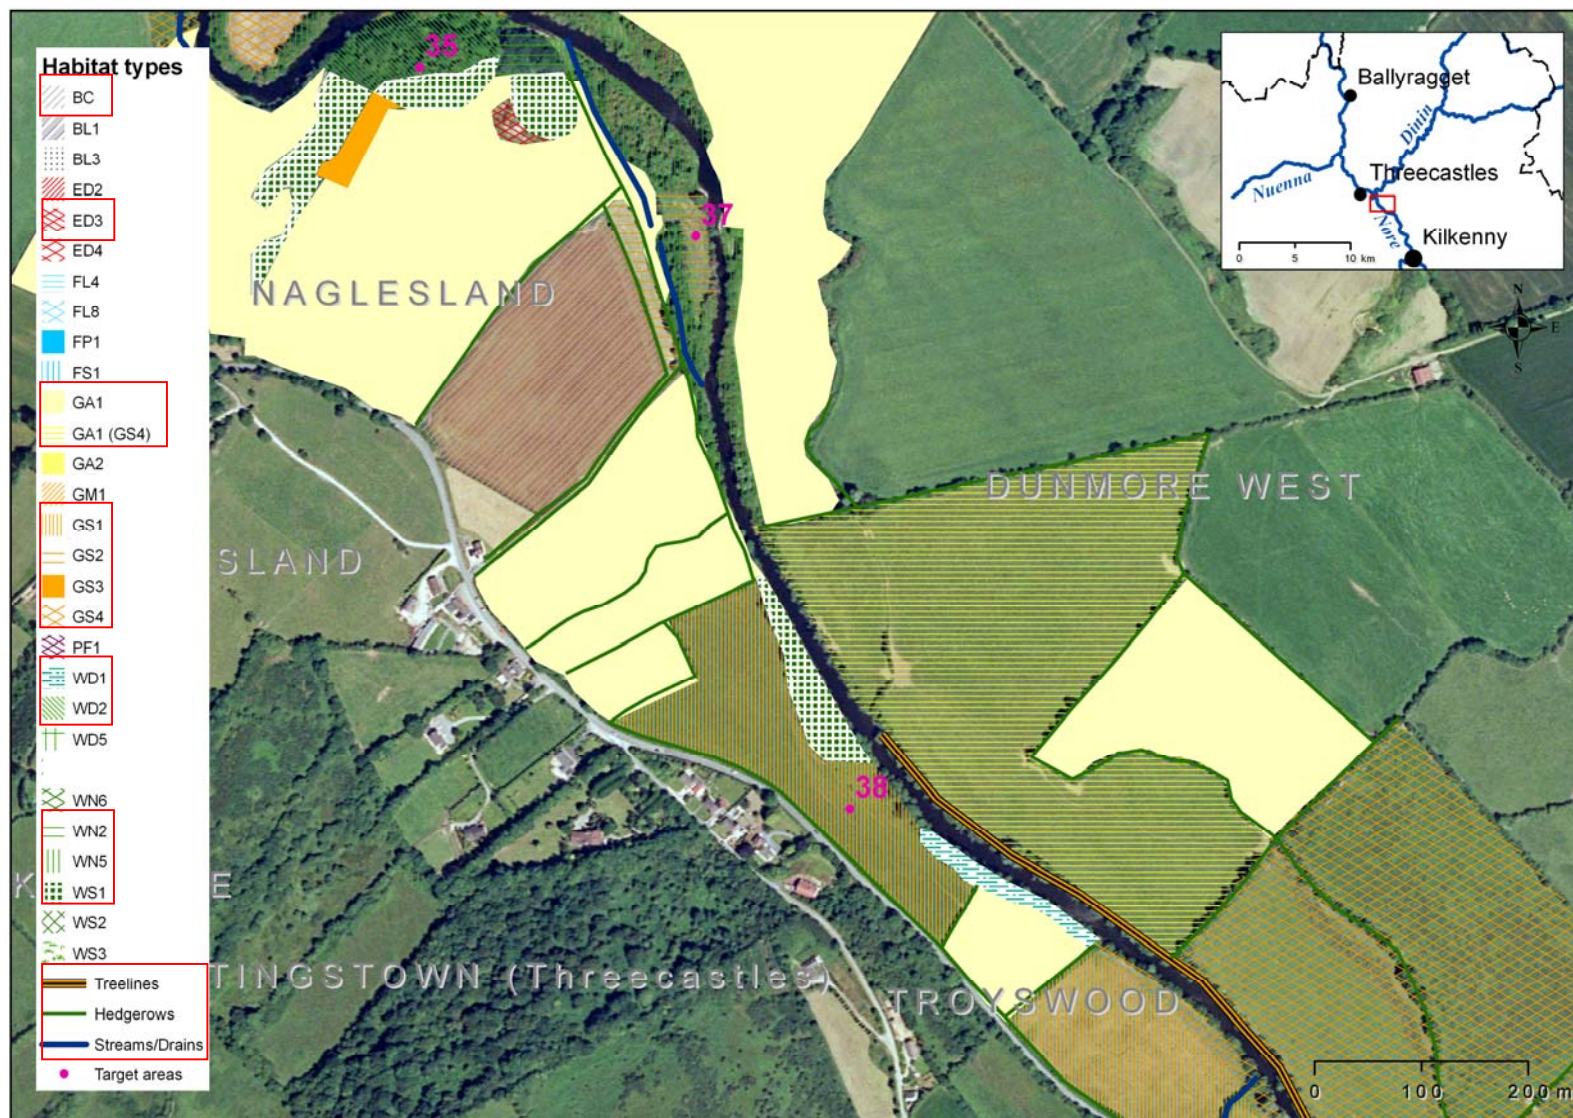 Habitat types
BC
BL1
BL3
ED2
ED3
ED4
FL4
FL8
FP1
FS1
GA1
GA1 (GS4)
GA2
GM1
GS1
GS2
GS3
GS4
PF1
WD1
WD2
WD5
WN6
WN2
WN5
WS1
WS2
WS3
Treelines
Hedgerows
Streams/Drains
Target areas
35
37
38
NAGLESLAND
SLAND
DUNMORE WEST
K E
TINGSTOWN (Threecastles)
TROYSWOOD
Ballyragget
Dinin
Threecastles
Nuenna
Nore
Kilkenny
0 5 10 km
N
W E
S
0 100 200 m